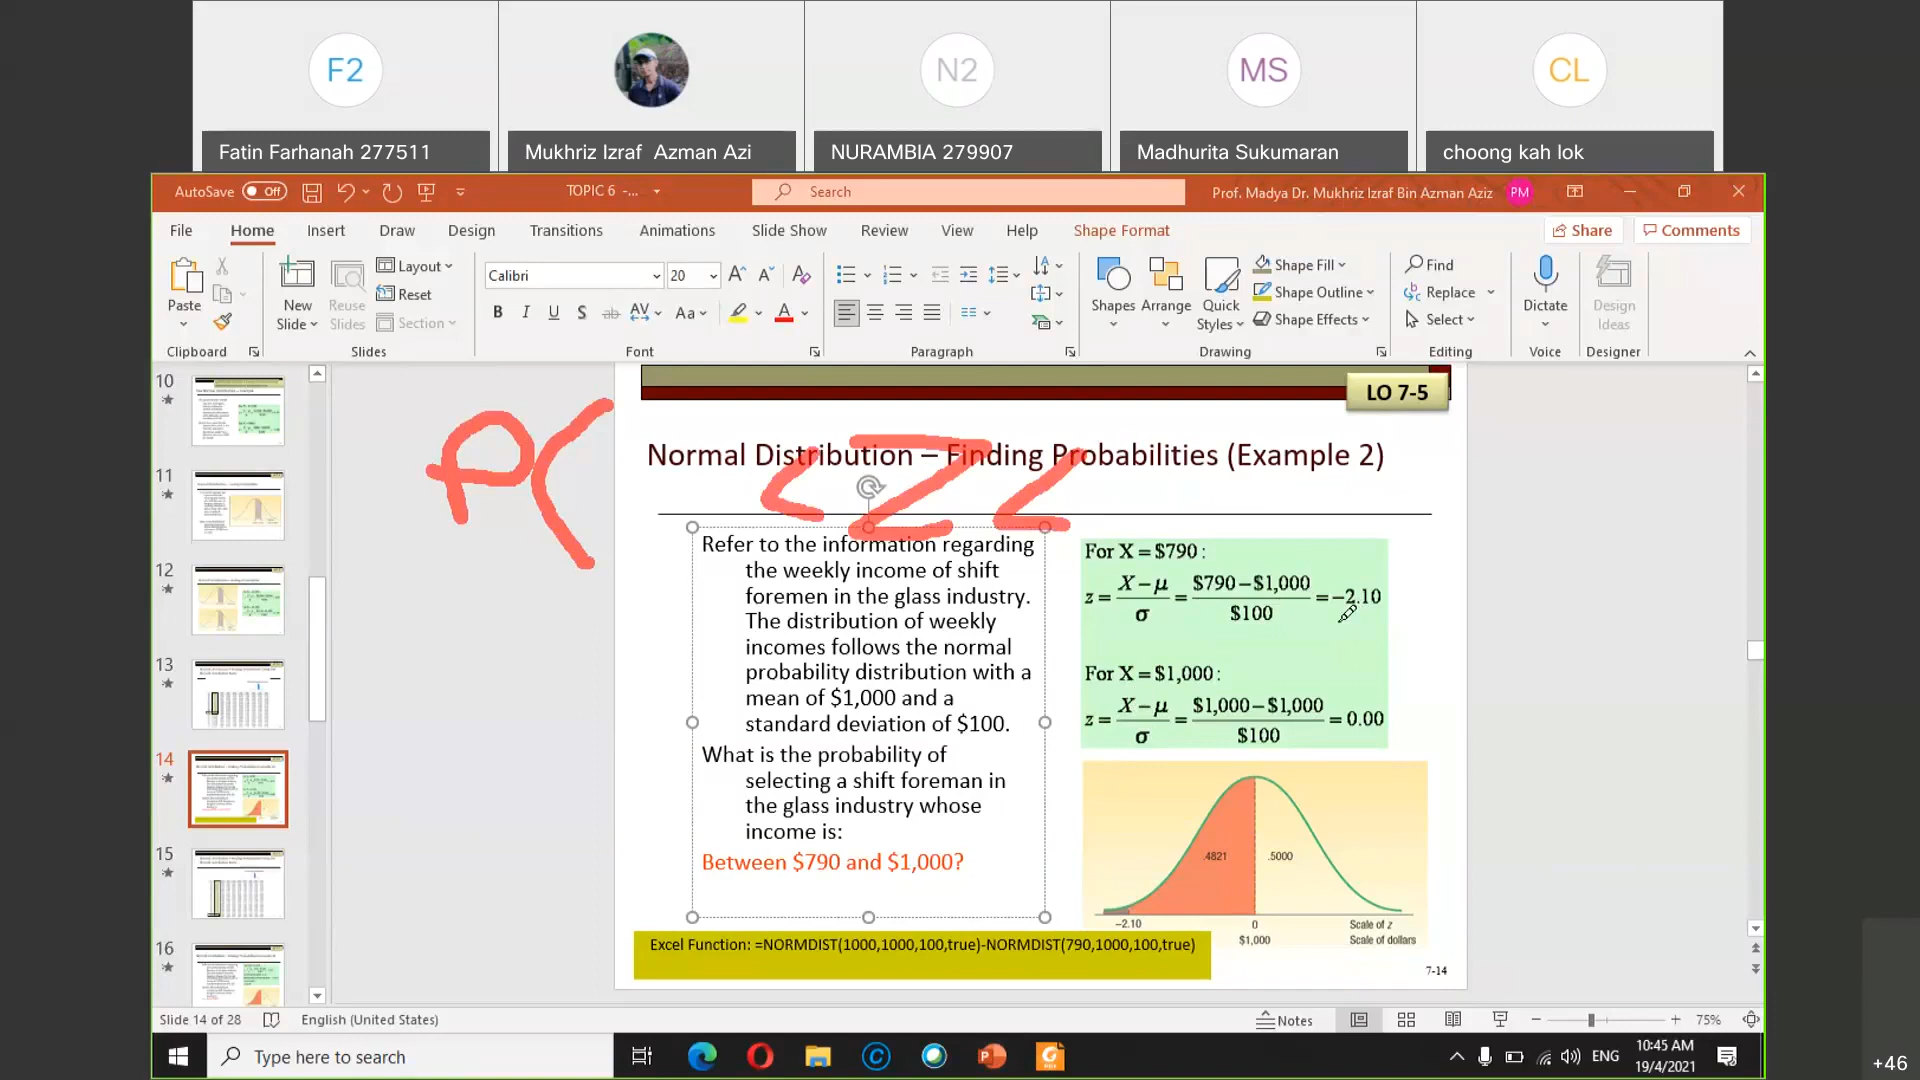 F2
N2
MS
CL
Fatin Farhanah 277511
Mukhriz Izraf Azman Azi
NURAMBIA 279907
Madhurita Sukumaran
choong kah lok
AutoSave Off
TOPIC 6 -...
Search
Prof. Madya Dr. Mukhriz Izraf Bin Azman Aziz PM
File Home Insert Draw Design Transitions Animations Slide Show Review View Help Shape Format
Share
Comments
Paste
New Slide
Reuse Slides
Layout
Reset
Section
Calibri
20
B I U S ab AV Aa A
Shapes
Arrange
Quick Styles
Shape Fill
Shape Outline
Shape Effects
Find
Replace
Select
Dictate
Design Ideas
Clipboard Slides Font Paragraph Drawing Editing Voice Designer
10
11
12
13
14
15
16
LO 7-5
P( <Z<
Normal Distribution – Finding Probabilities (Example 2)
Refer to the information regarding
the weekly income of shift
foremen in the glass industry.
The distribution of weekly
incomes follows the normal
probability distribution with a
mean of $1,000 and a
standard deviation of $100.
What is the probability of
selecting a shift foreman in
the glass industry whose
income is:
Between $790 and $1,000?
For X = $790 :
z = X – μ / σ = $790 – $1,000 / $100 = –2.10
For X = $1,000 :
z = X – μ / σ = $1,000 – $1,000 / $100 = 0.00
.4821 .5000
–2.10 0 Scale of z
$1,000 Scale of dollars
Excel Function: =NORMDIST(1000,1000,100,true)-NORMDIST(790,1000,100,true)
7-14
Slide 14 of 28
English (United States)
Notes
75%
Type here to search
ENG
10:45 AM
19/4/2021
+46